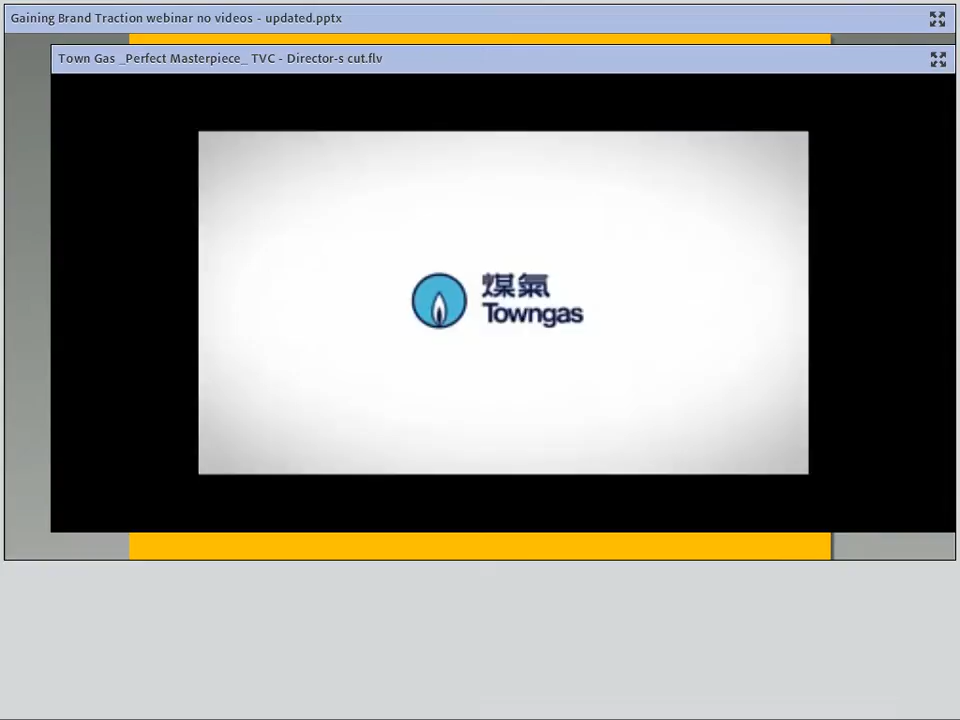 Gaining Brand Traction webinar no videos - updated.pptx
Town Gas _Perfect Masterpiece_ TVC - Director-s cut.flv
煤氣
Towngas